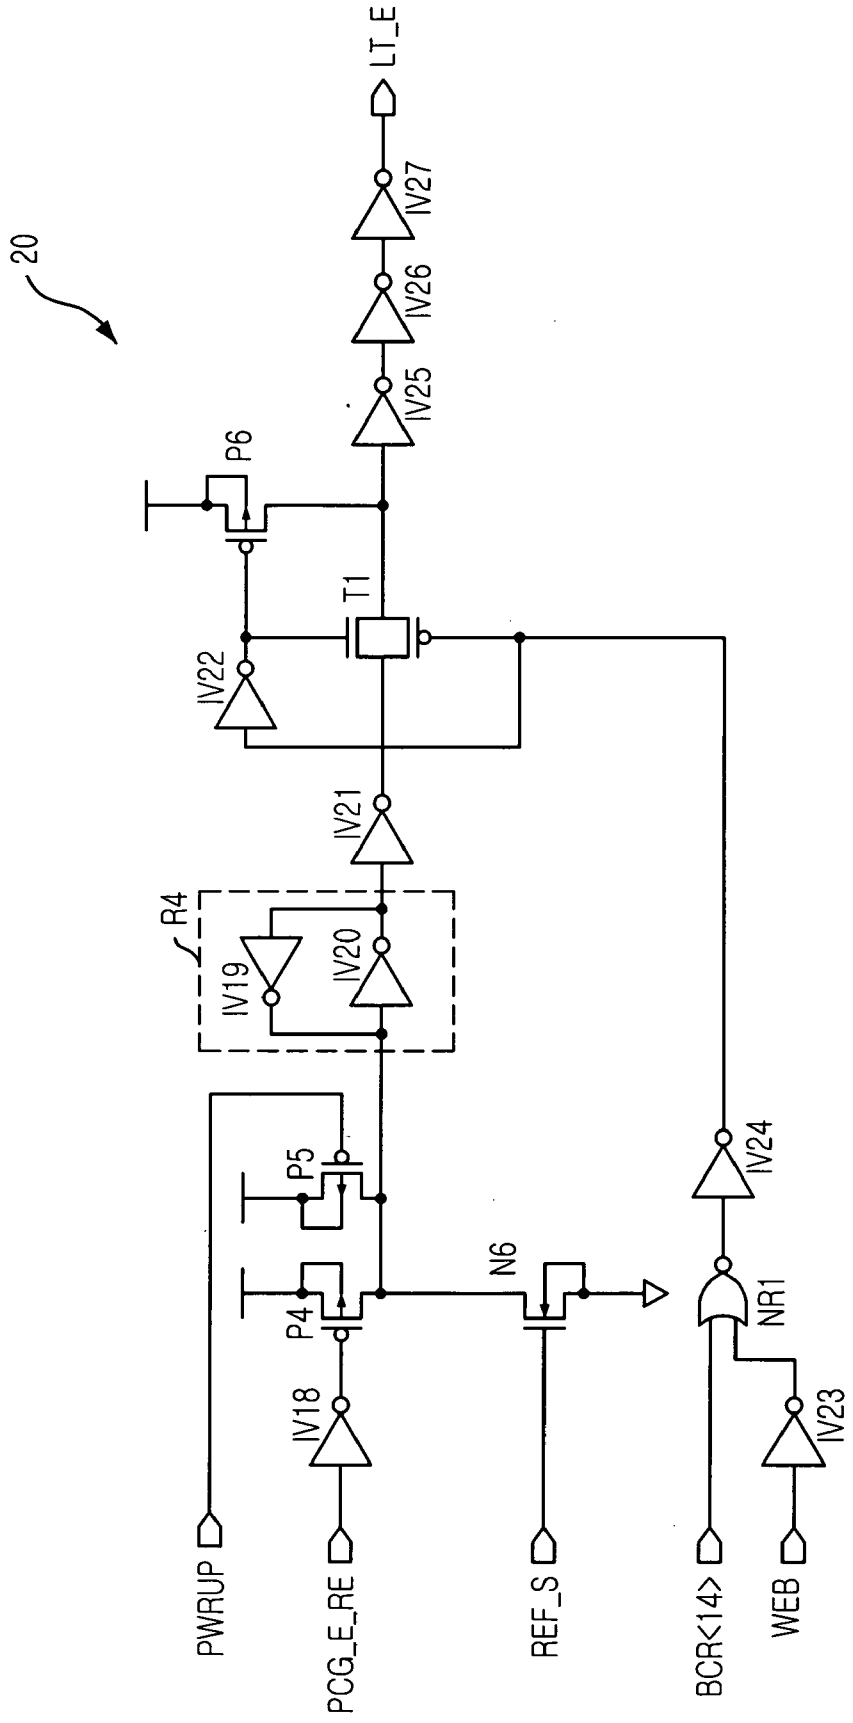 20
PWRUP
PCG_E_RE
REF_S
BCR<14>
WEB
IV18
P4
P5
N6
IV23
NR1
IV24
R4
IV19
IV20
IV21
IV22
T1
P6
IV25
IV26
IV27
LT_E